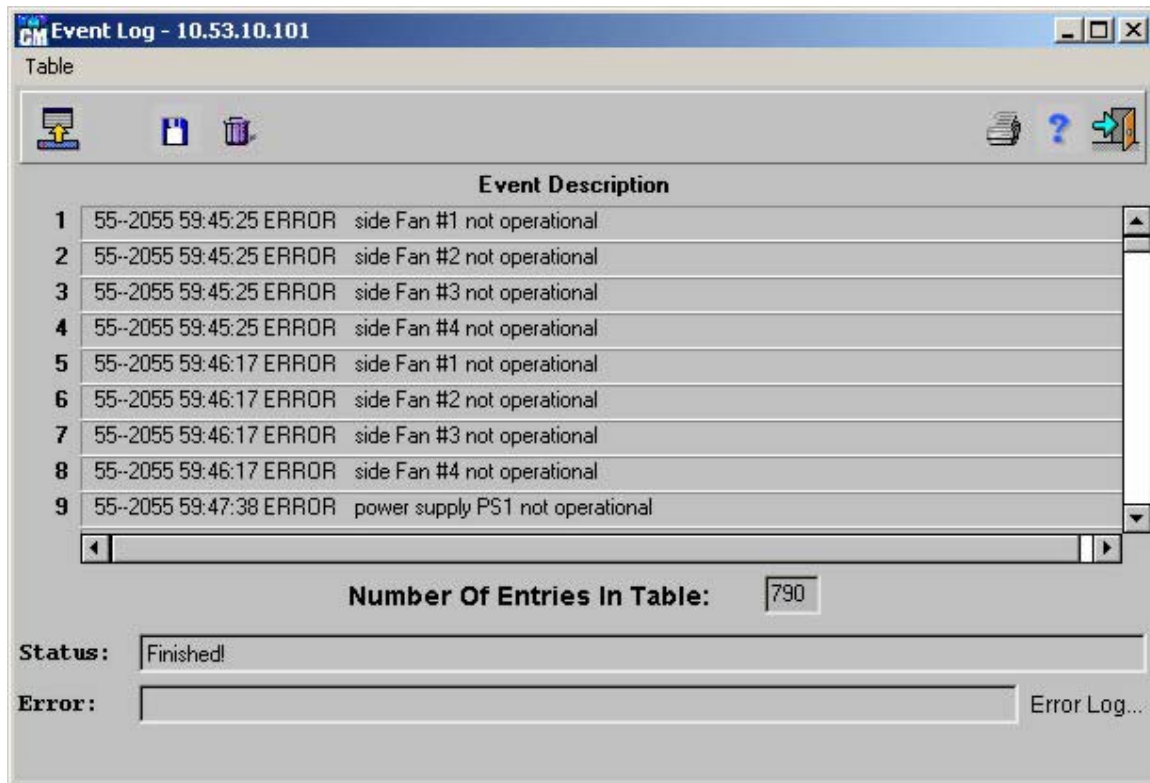 CM Event Log - 10.53.10.101
Table
Event Description
1 55--2055 59:45:25 ERROR side Fan #1 not operational
2 55--2055 59:45:25 ERROR side Fan #2 not operational
3 55--2055 59:45:25 ERROR side Fan #3 not operational
4 55--2055 59:45:25 ERROR side Fan #4 not operational
5 55--2055 59:46:17 ERROR side Fan #1 not operational
6 55--2055 59:46:17 ERROR side Fan #2 not operational
7 55--2055 59:46:17 ERROR side Fan #3 not operational
8 55--2055 59:46:17 ERROR side Fan #4 not operational
9 55--2055 59:47:38 ERROR power supply PS1 not operational
Number Of Entries In Table: 790
Status: Finished!
Error: Error Log...